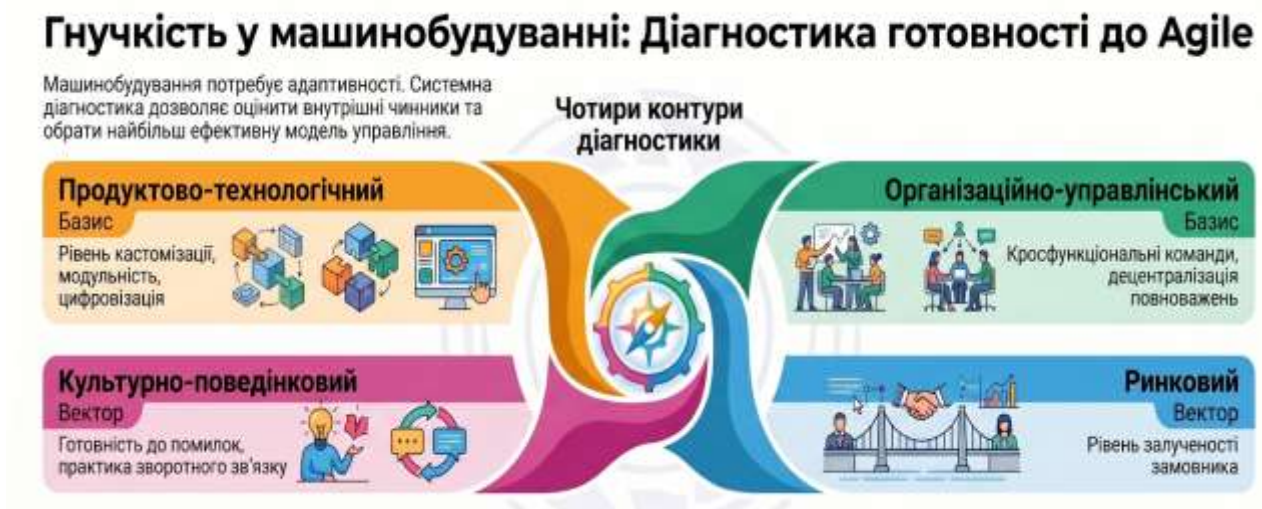 Гнучкість у машинобудуванні: Діагностика готовності до Agile
Машинобудування потребує адаптивності. Системна
діагностика дозволяє оцінити внутрішні чинники та
обрати найбільш ефективну модель управління.
Чотири контури
діагностики
Продуктово-технологічний
Базис
Рівень кастомізації,
модульність,
цифровізація
Організаційно-управлінський
Базис
Кросфункціональні команди,
децентралізація
повноважень
Культурно-поведінковий
Вектор
Готовність до помилок,
практика зворотного зв'язку
Ринковий
Вектор
Рівень залученості
замовника